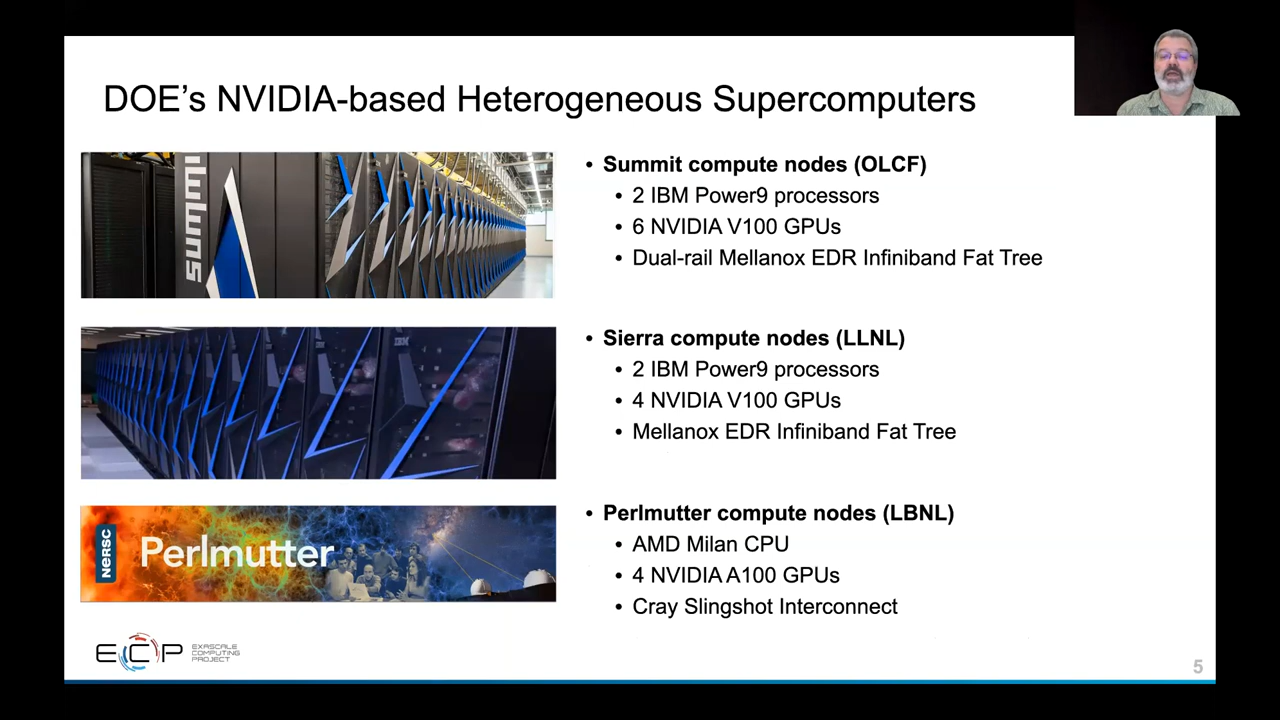 DOE's NVIDIA-based Heterogeneous Supercomputers
summit
• Summit compute nodes (OLCF)
• 2 IBM Power9 processors
• 6 NVIDIA V100 GPUs
• Dual-rail Mellanox EDR Infiniband Fat Tree
IBM
• Sierra compute nodes (LLNL)
• 2 IBM Power9 processors
• 4 NVIDIA V100 GPUs
• Mellanox EDR Infiniband Fat Tree
NERSC
Perlmutter
• Perlmutter compute nodes (LBNL)
• AMD Milan CPU
• 4 NVIDIA A100 GPUs
• Cray Slingshot Interconnect
ECP
EXASCALE
COMPUTING
PROJECT
5